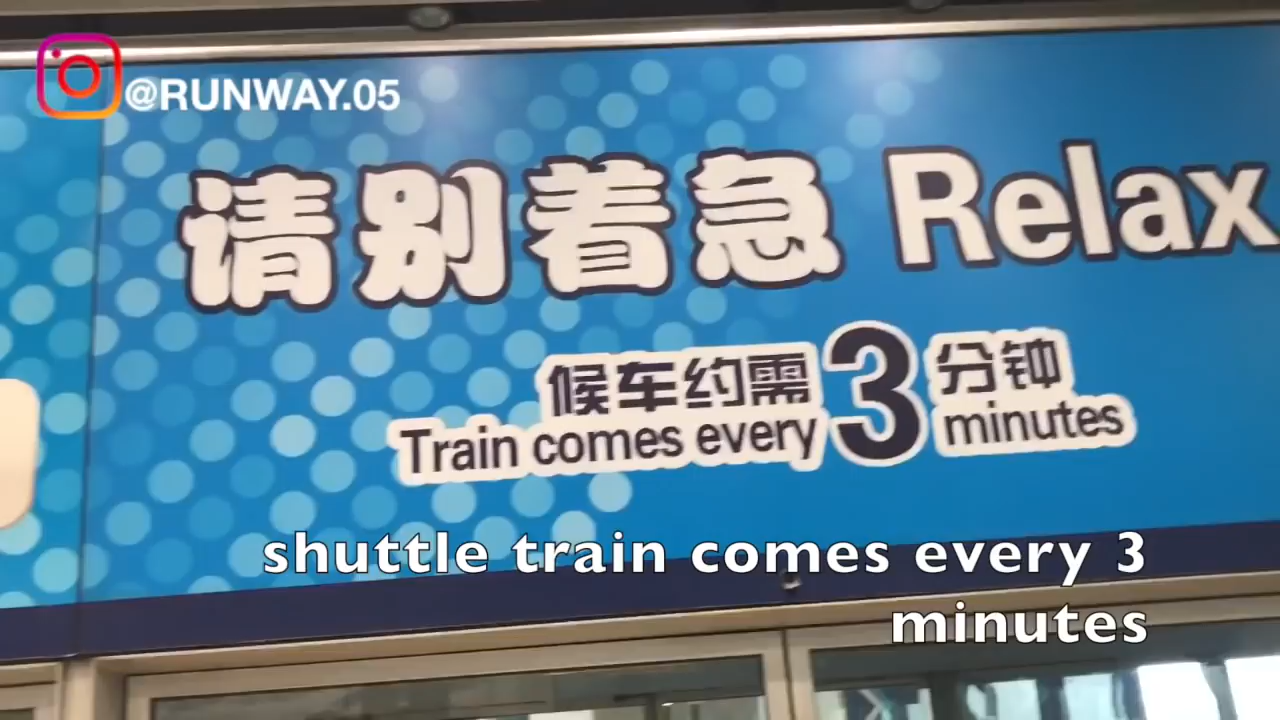 @RUNWAY.05
请别着急 Relax
候车约需3分钟
Train comes every minutes
shuttle train comes every 3
minutes